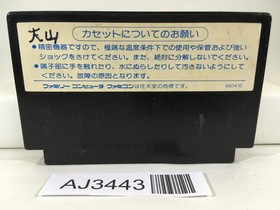 大山
カセットについてのお願い
●精密機器ですので、極端な温度条件下での使用や保管および強い
ショックをさけてください。また、絶対に分解しないでください。
●端子部に手を触れたり、水にぬらしたりして汚さないようにして
ください。故障の原因となります。
ファミリーコンピュータ・ファミコンは任天堂の商標です。
AJ3443